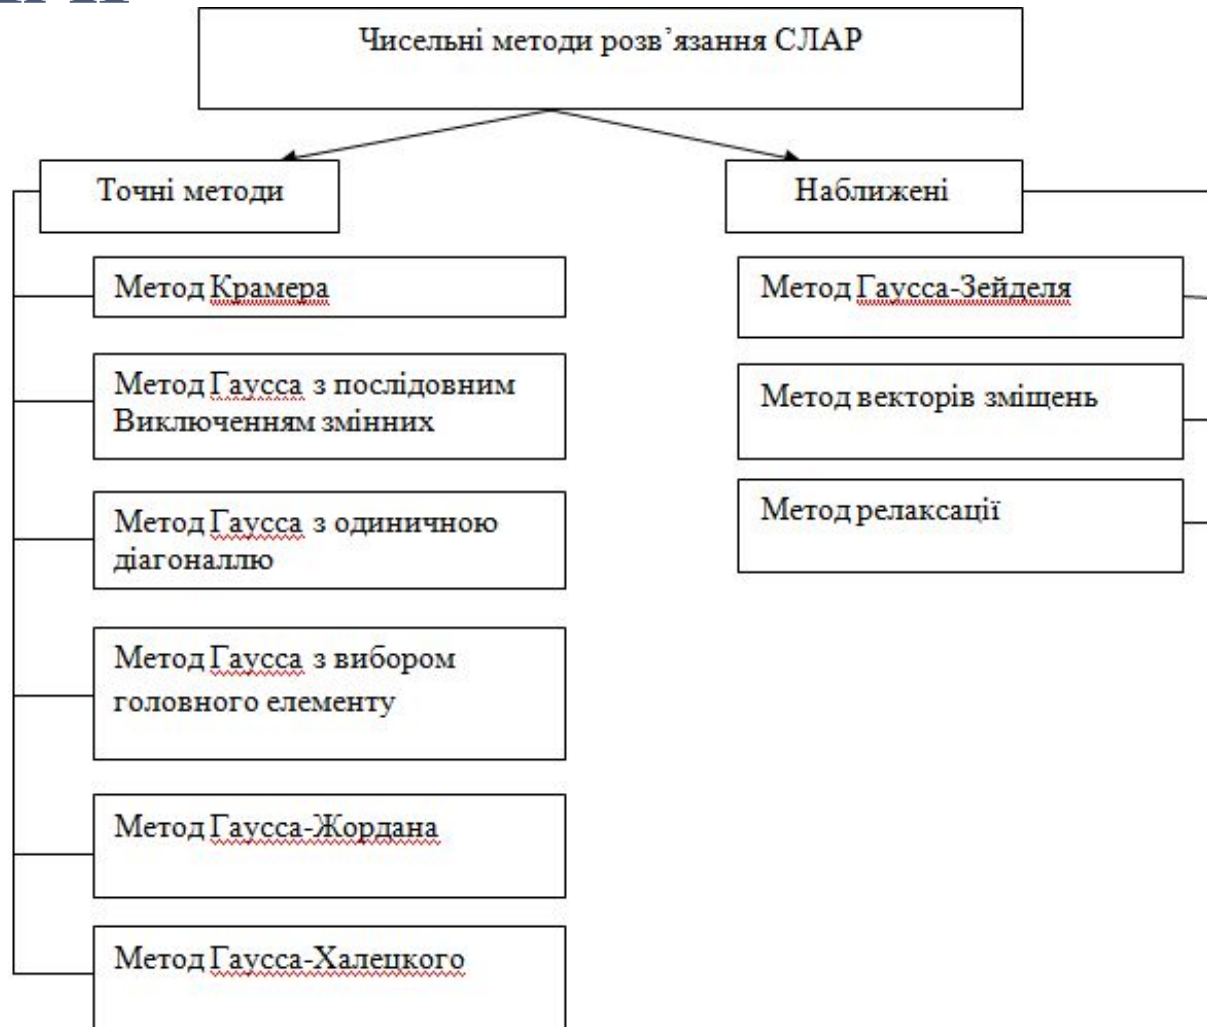 Чисельні методи розв’язання СЛАР
Точні методи
Наближені
Метод Крамера
Метод Гаусса з послідовним
Виключенням змінних
Метод Гаусса з одиничною
діагоналлю
Метод Гаусса з вибором
головного елементу
Метод Гаусса-Жордана
Метод Гаусса-Халецкого
Метод Гаусса-Зейделя
Метод векторів зміщень
Метод релаксації